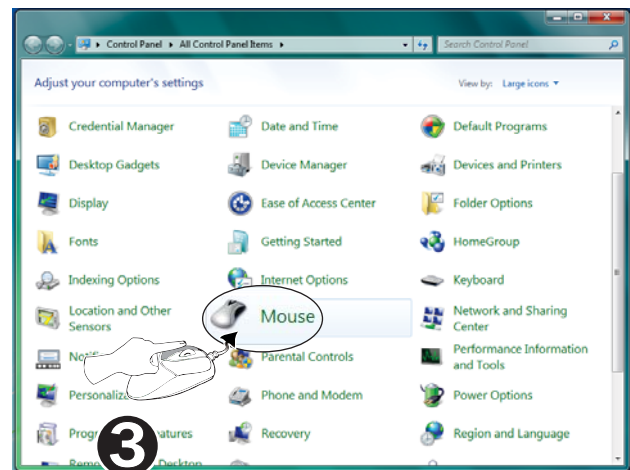 Control Panel All Control Panel Items
Search Control Panel
Adjust your computer's settings
View by: Large icons
Credential Manager
Date and Time
Default Programs
Desktop Gadgets
Device Manager
Devices and Printers
Display
Ease of Access Center
Folder Options
Fonts
Getting Started
HomeGroup
Indexing Options
Internet Options
Keyboard
Location and Other
Sensors
Mouse
Network and Sharing
Center
Parental Controls
Performance Information
and Tools
Phone and Modem
Power Options
Recovery
Region and Language
Desktop
3